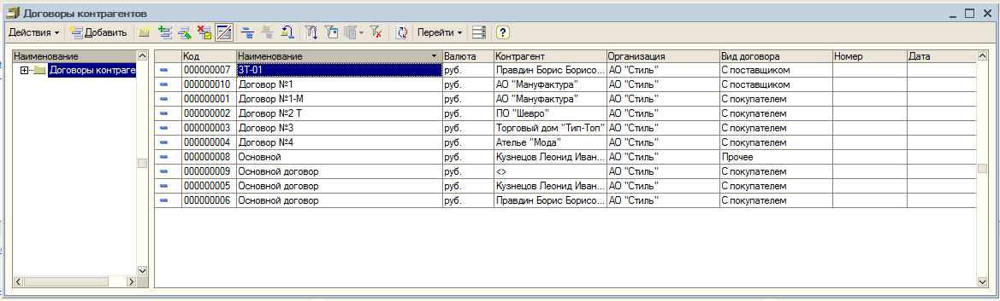 Договоры контрагентов
Действия Добавить Перейти
Наименование
Договоры контраге
Код Наименование Валюта Контрагент Организация Вид договора Номер Дата
000000007 ЗТ-01 руб. Правдин Борис Борисо... АО "Стиль" С поставщиком
000000010 Договор №1 руб. АО "Мануфактура" АО "Стиль" С поставщиком
000000001 Договор №1-М руб. АО "Мануфактура" АО "Стиль" С покупателем
000000002 Договор №2 Т руб. ПО "Шевро" АО "Стиль" С покупателем
000000003 Договор №3 руб. Торговый дом "Тип-Топ" АО "Стиль" С покупателем
000000004 Договор №4 руб. Ателье "Мода" АО "Стиль" С покупателем
000000008 Основной руб. Кузнецов Леонид Иван... АО "Стиль" Прочее
000000009 Основной договор руб. <> АО "Стиль" С покупателем
000000005 Основной договор руб. Кузнецов Леонид Иван... АО "Стиль" С покупателем
000000006 Основной договор руб. Правдин Борис Борисо... АО "Стиль" С покупателем